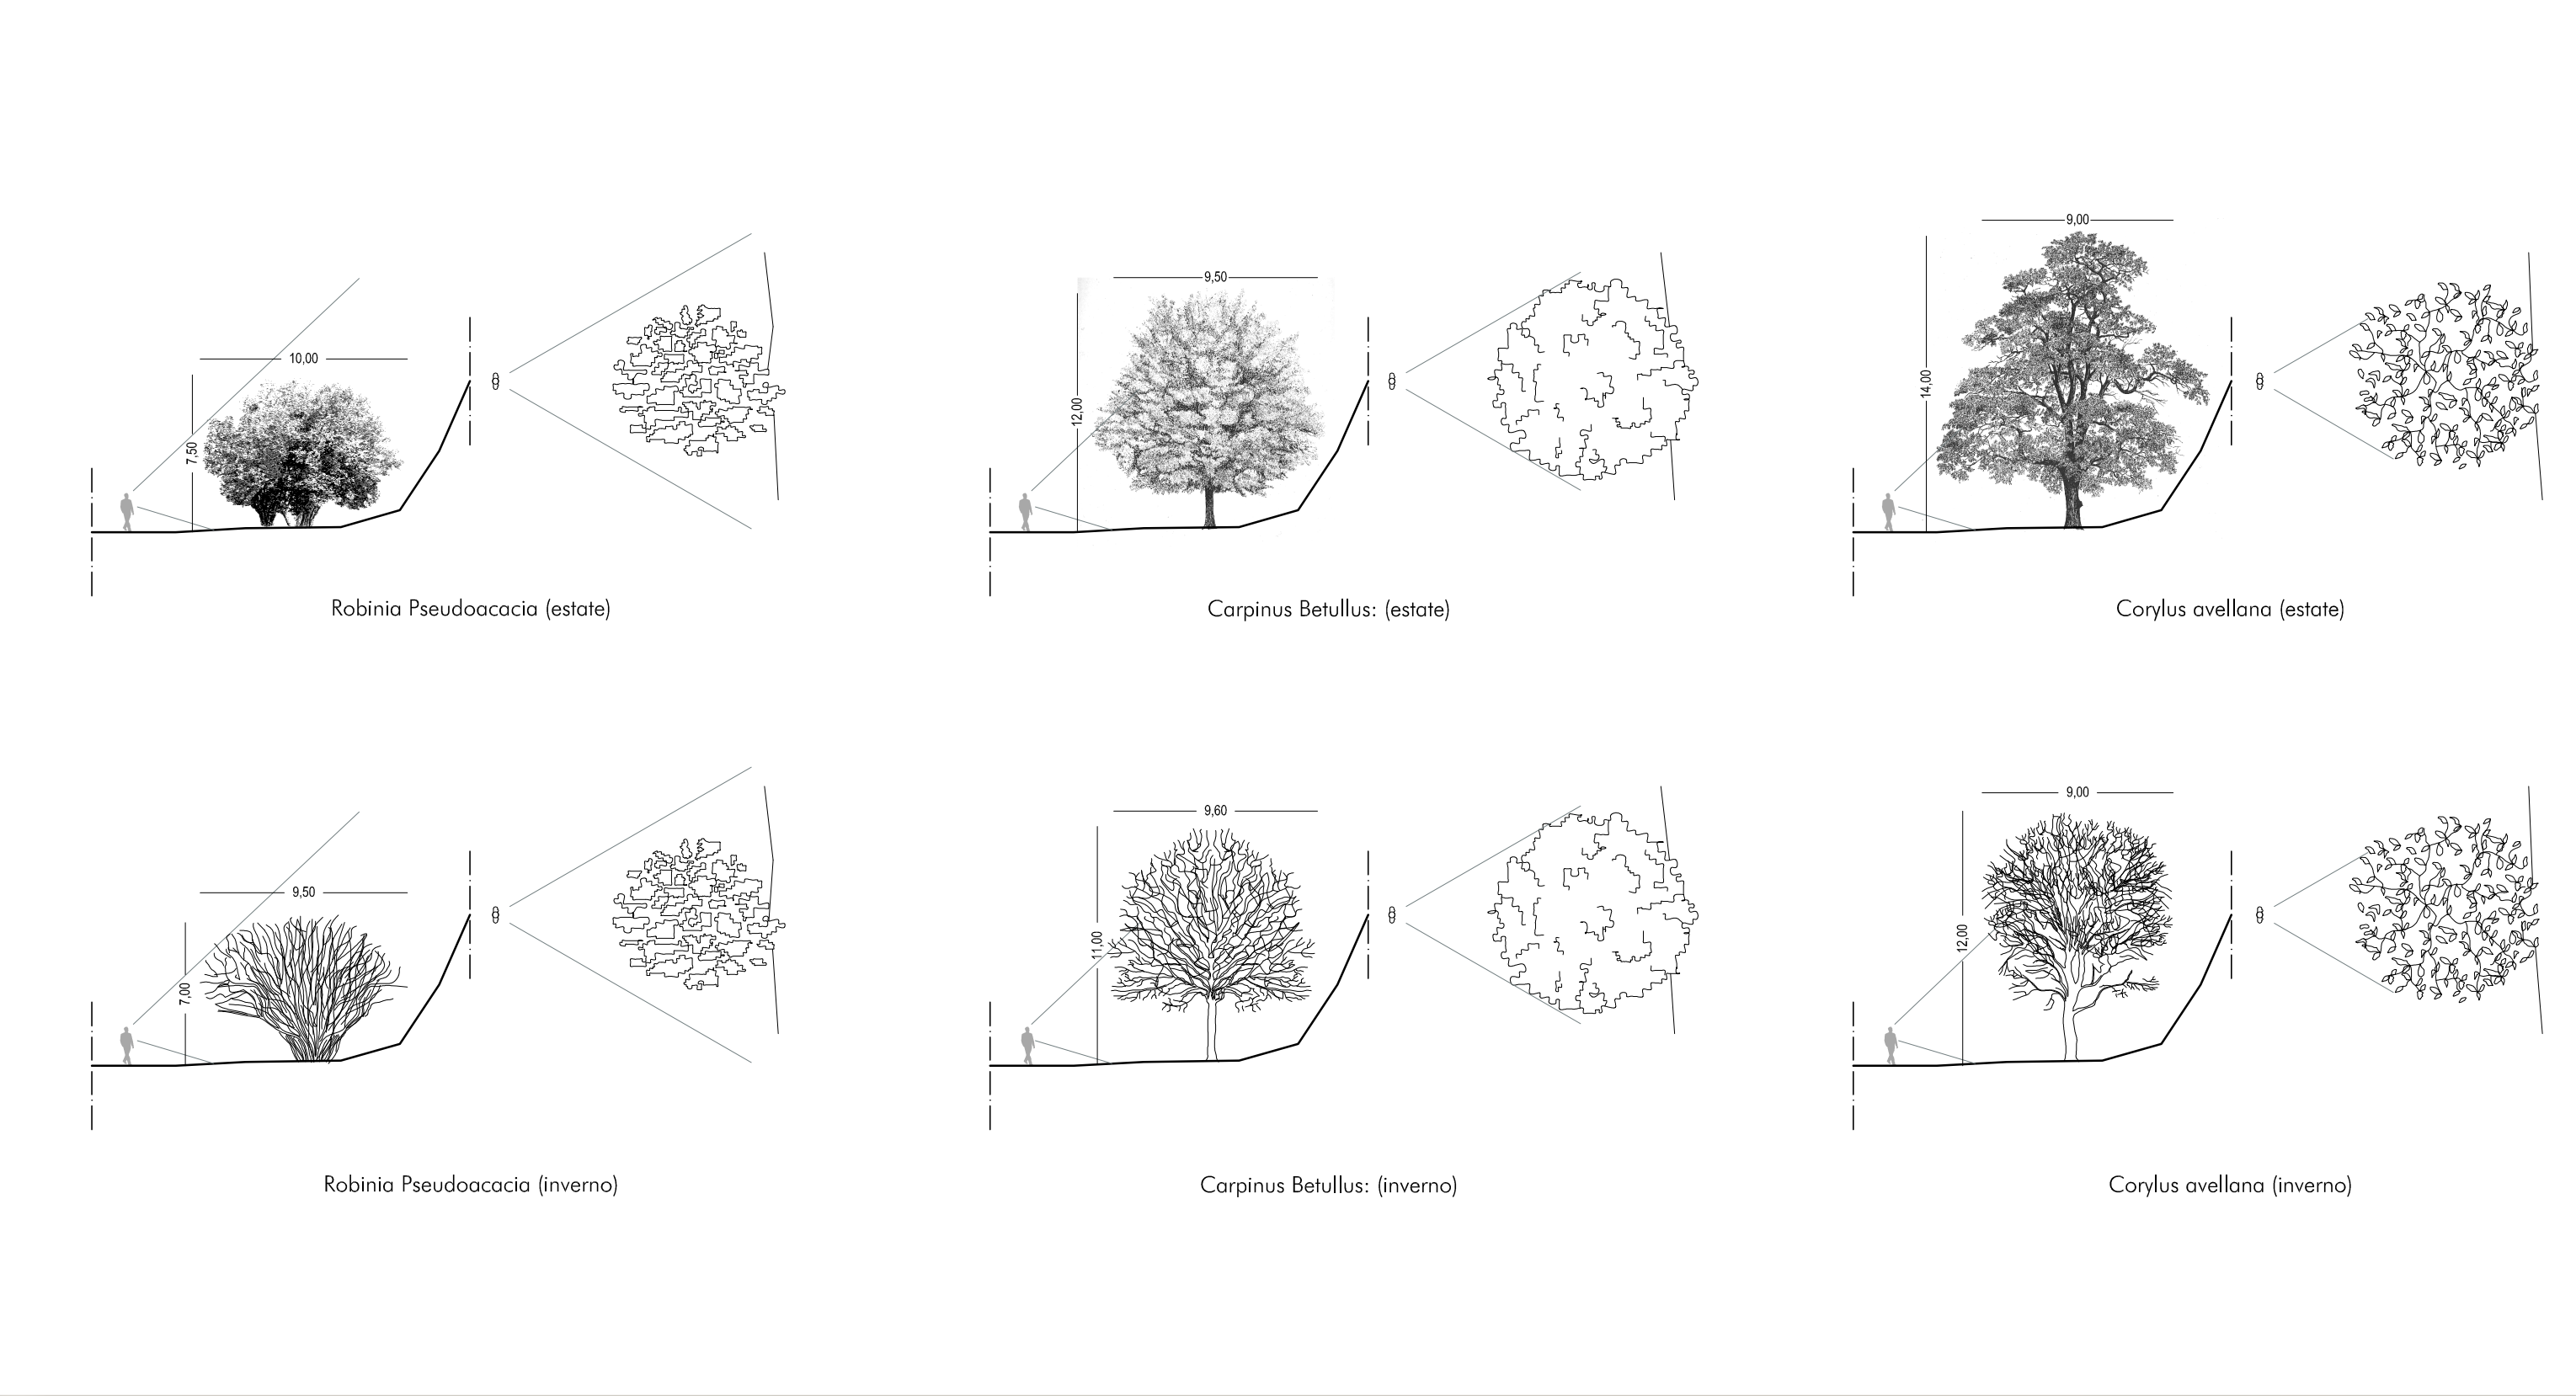 9,00
9,50
10,00
14,00
12,00
7,50
Robinia Pseudoacacia (estate)
Carpinus Betullus: (estate)
Corylus avellana (estate)
9,00
9,60
9,50
12,00
11,00
7,00
Robinia Pseudoacacia (inverno)
Carpinus Betullus: (inverno)
Corylus avellana (inverno)